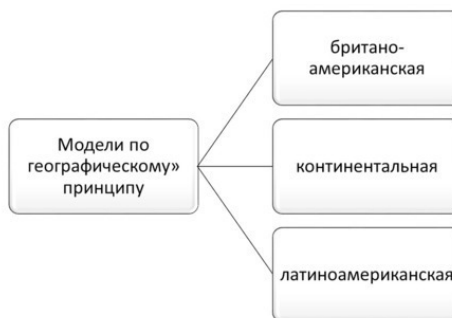 Модели по
географическому»
принципу
британо-
американская
континентальная
латиноамериканская